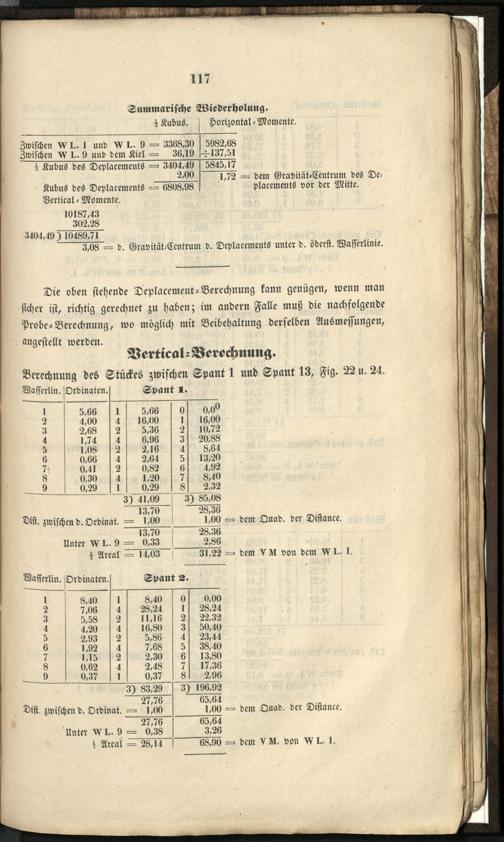 117
Summarische Wiederholung.
½ Kubus. Horizontal-Momente.
Zwischen WL. 1 und WL. 9 = 3368,30 5982,68
Zwischen WL. 9 und dem Kiel = 36,19 ÷137,51
½ Kubus des Deplacements = 3404,49 5845,17
2,00 1,72 = dem Gravität-Centrum des De-
Kubus des Deplacements = 6808,98 placements vor der Mitte.
Vertical-Momente.
10187,43
302,28
3404,49 ) 10489,71
3,08 = d. Gravität-Centrum d. Deplacements unter d. öberst. Wasserlinie.
Die oben stehende Deplacement-Berechnung kann genügen, wenn man
sicher ist, richtig gerechnet zu haben; im andern Falle muß die nachfolgende
Probe-Berechnung, wo möglich mit Beibehaltung derselben Ausmessungen,
angestellt werden.
Vertical-Berechnung.
Berechnung des Stückes zwischen Spant 1 und Spant 13, Fig. 22 u. 24.
Wasserlin. Ordinaten. Spant 1.
1 5,66 1 5,66 0 0,00
2 4,00 4 16,00 1 16,00
3 2,68 2 5,36 2 10,72
4 1,74 4 6,96 3 20,88
5 1,08 2 2,16 4 8,64
6 0,66 4 2,64 5 13,20
7 0,41 2 0,82 6 4,92
8 0,30 4 1,20 7 8,40
9 0,29 1 0,29 8 2,32
3) 41,09 3) 85,08
13,70 28,36
Dist. zwischen d. Ordinat. = 1,00 1,00 = dem Quad. der Distance.
13,70 28,36
Unter WL. 9 = 0,33 2,86
½ Areal = 14,03 31,22 = dem VM von dem WL. 1.
Wasserlin. Ordinaten. Spant 2.
1 8,40 1 8,40 0 0,00
2 7,06 4 28,24 1 28,24
3 5,58 2 11,16 2 22,32
4 4,20 4 16,80 3 50,40
5 2,93 2 5,86 4 23,44
6 1,92 4 7,68 5 38,40
7 1,15 2 2,30 6 13,80
8 0,62 4 2,48 7 17,36
9 0,37 1 0,37 8 2,96
3) 83,29 3) 196,92
27,76 65,64
Dist. zwischen d. Ordinat. = 1,00 1,00 = dem Quad. der Distance.
27,76 65,64
Unter WL. 9 = 0,38 3,26
½ Areal = 28,14 68,90 = dem VM. von WL. 1.